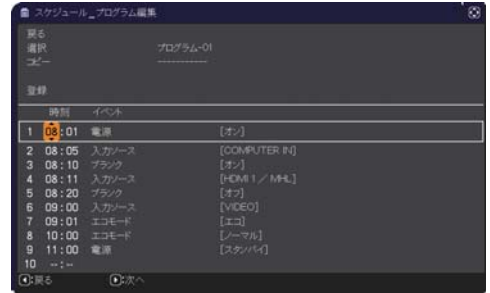 スケジュール_プログラム編集
戻る
選択 プログラム-01
コピー -----------
登録
時刻 イベント
1 08:01 電源 [オン]
2 08:05 入力ソース [COMPUTER IN]
3 08:10 ブランク [オン]
4 08:11 入力ソース [HDMI 1 / MHL]
5 08:20 ブランク [オフ]
6 09:00 入力ソース [VIDEO]
7 09:01 エコモード [エコ]
8 10:00 エコモード [ノーマル]
9 11:00 電源 [スタンバイ]
10 --:--
:戻る :次へ